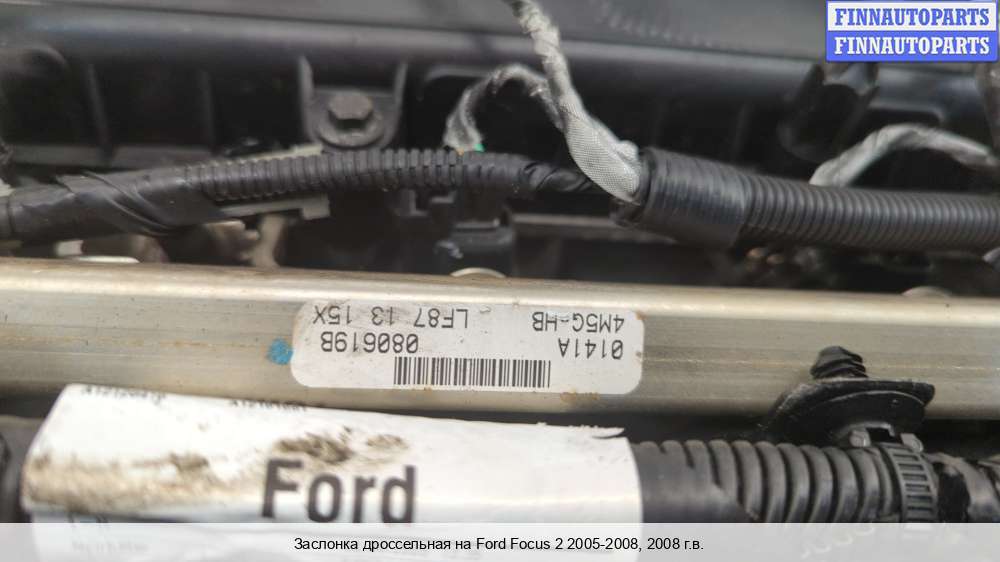 FINNAUTOPARTS
FINNAUTOPARTS
0141A 080619B
4M5G-HB LF87 13 15X
Ford
Заслонка дроссельная на Ford Focus 2 2005-2008, 2008 г.в.